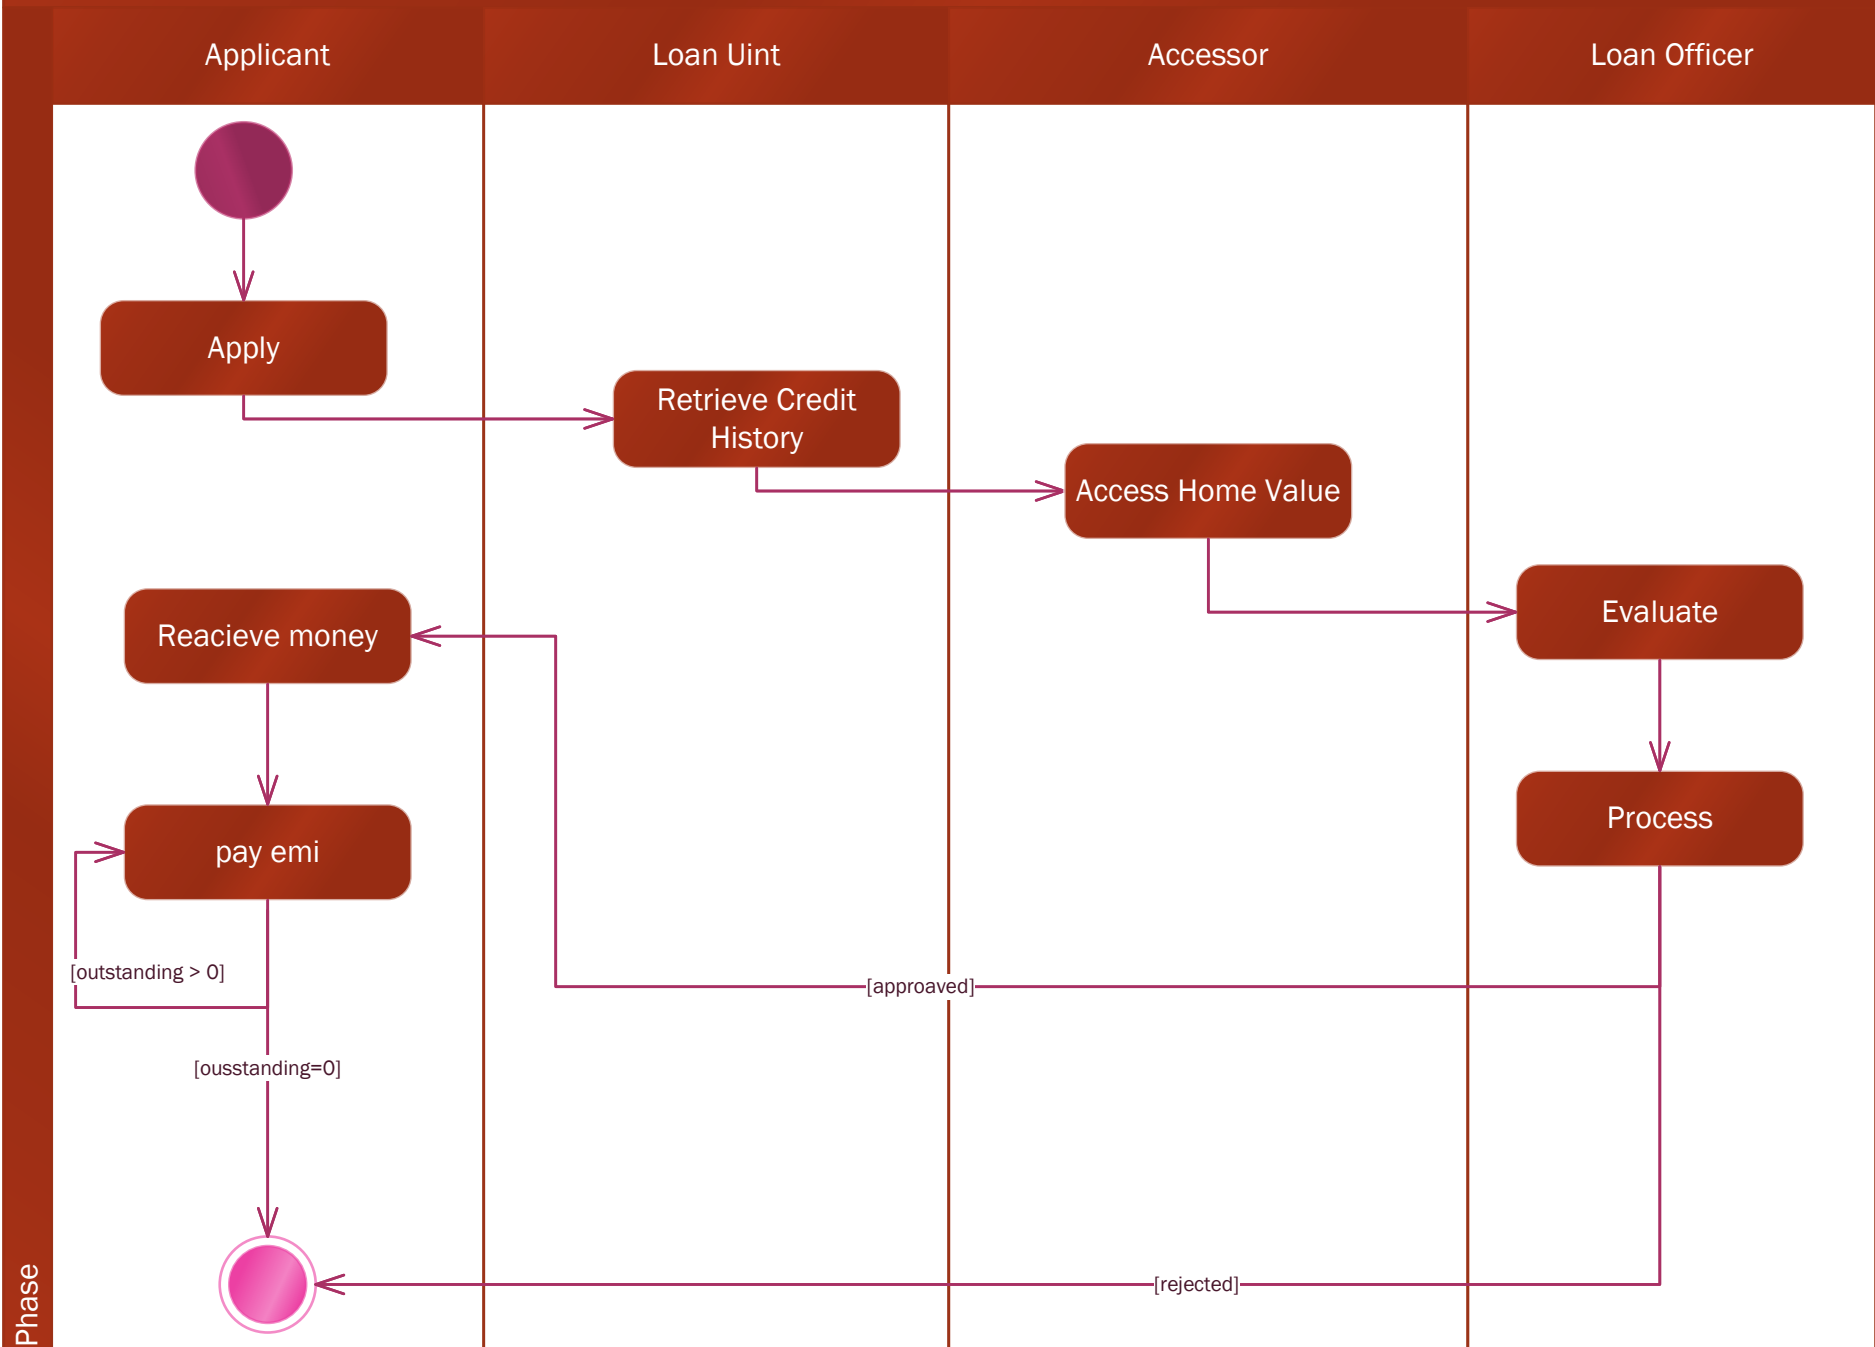 Applicant
Loan Uint
Accessor
Loan Officer
Apply
Retrieve Credit
History
Access Home Value
Evaluate
Reacieve money
Process
pay emi
[outstanding > 0]
[approaved]
[ousstanding=0]
[rejected]
Phase